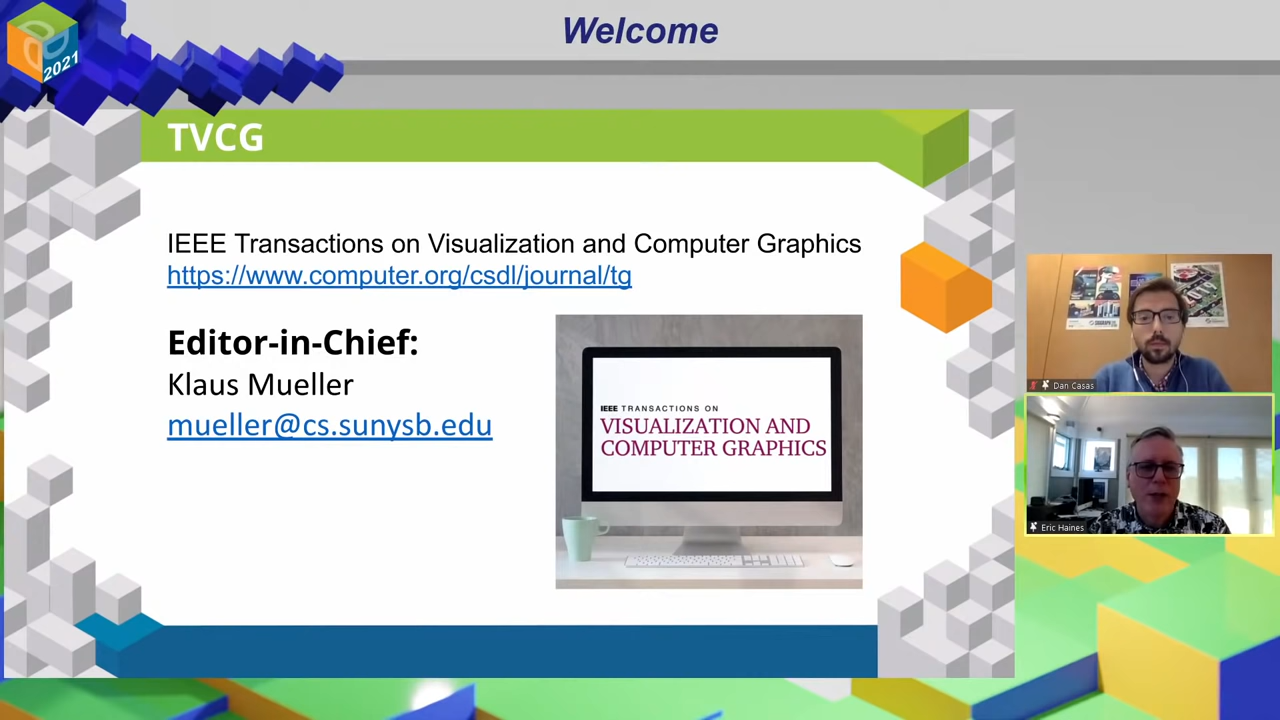 Welcome
2021
TVCG
IEEE Transactions on Visualization and Computer Graphics
https://www.computer.org/csdl/journal/tg
Editor-in-Chief:
Klaus Mueller
mueller@cs.sunysb.edu
IEEE TRANSACTIONS ON
VISUALIZATION AND
COMPUTER GRAPHICS
Dan Casas
Eric Haines